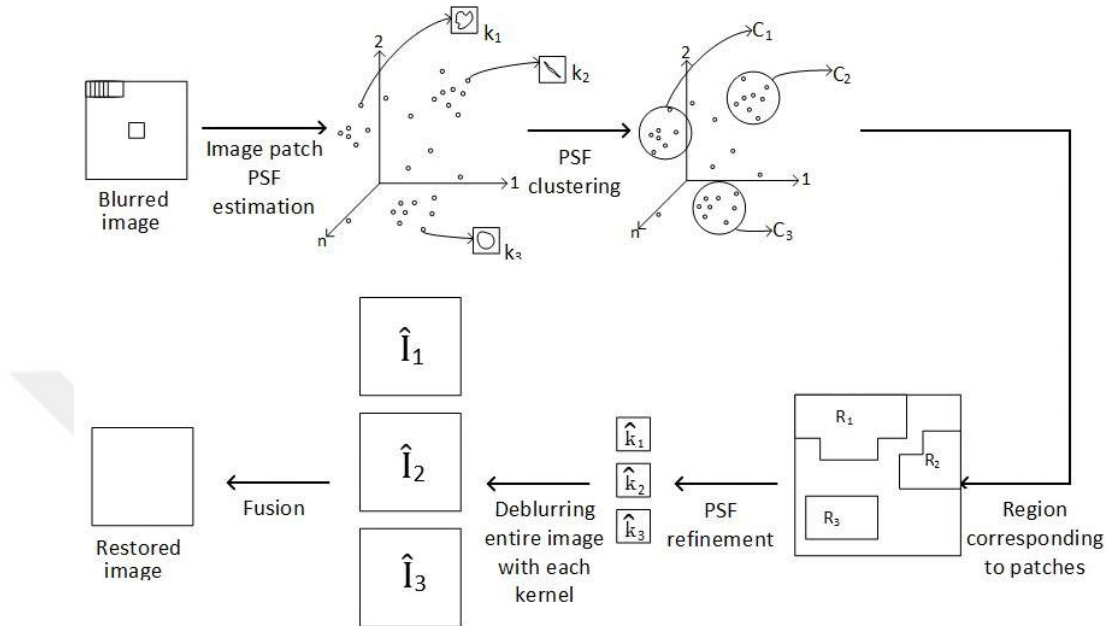 2
k1
k2
1
n
k3
Blurred
image
Image patch
PSF
estimation
PSF
clustering
2
C1
C2
1
n
C3
Î1
Î2
Î3
k̂1
k̂2
k̂3
R1
R2
R3
Restored
image
Fusion
Deblurring
entire image
with each
kernel
PSF
refinement
Region
corresponding
to patches